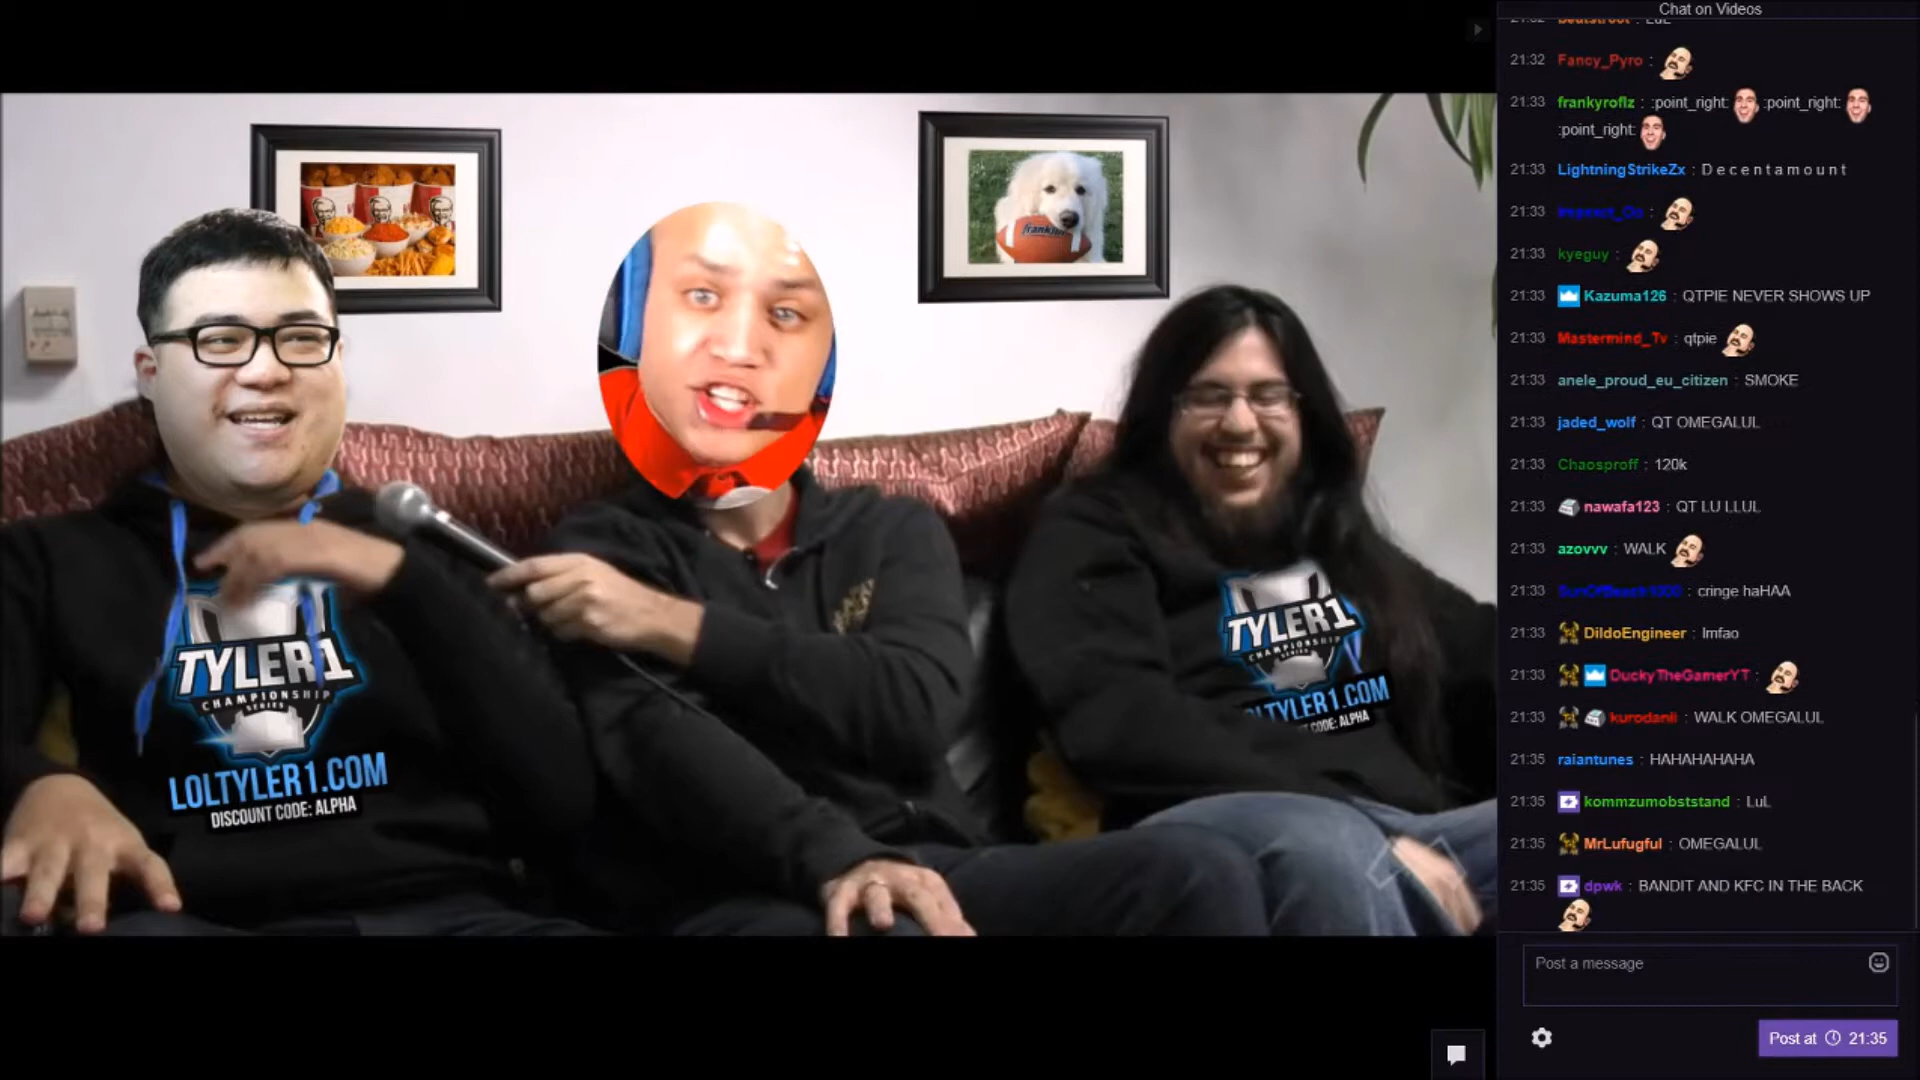 Chat on Videos
21:32 Fancy_Pyro :
21:33 frankyroflz : :point_right: :point_right:
:point_right:
21:33 LightningStrikeZx : D e c e n t a m o u n t
21:33
21:33 kyeguy :
21:33 Kazuma126 : QTPIE NEVER SHOWS UP
21:33 Mastermind_Tv : qtpie
21:33 anele_proud_eu_citizen : SMOKE
21:33 jaded_wolf : QT OMEGALUL
21:33 Chaosproff : 120k
21:33 nawafa123 : QT LU LLUL
21:33 azovvv : WALK
21:33 : cringe haHAA
21:33 DildoEngineer : lmfao
21:33 DuckyTheGamerYT :
21:33 kurodanii : WALK OMEGALUL
21:35 raiantunes : HAHAHAHAHA
21:35 kommzumobststand : LuL
21:35 MrLufugful : OMEGALUL
21:35 dpwk : BANDIT AND KFC IN THE BACK
Post a message
Post at 21:35
franklin
TYLER1
CHAMPIONSHIP
SERIES
LOLTYLER1.COM
DISCOUNT CODE: ALPHA
TYLER1
CHAMPIONSHIP
SERIES
LTYLER1.COM
NT CODE: ALPHA